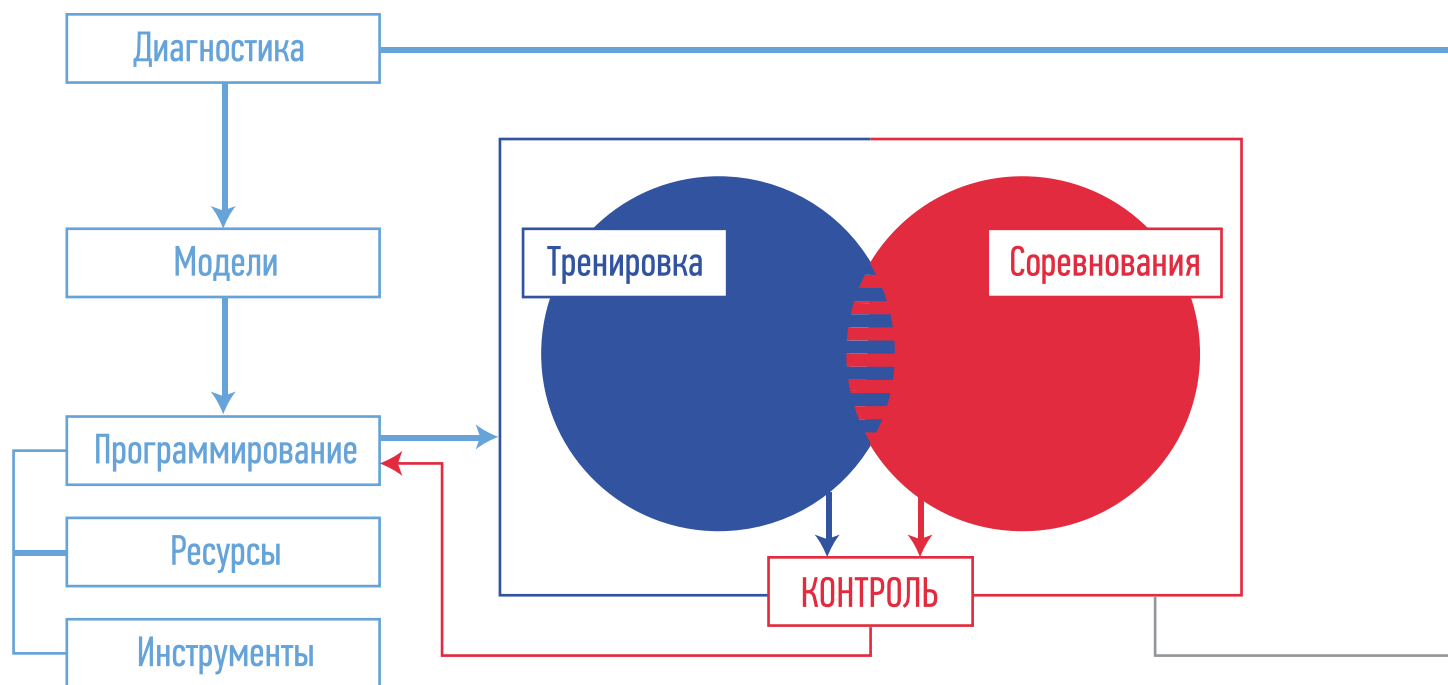 Диагностика
Модели
Тренировка
Соревнования
Программирование
Ресурсы
КОНТРОЛЬ
Инструменты